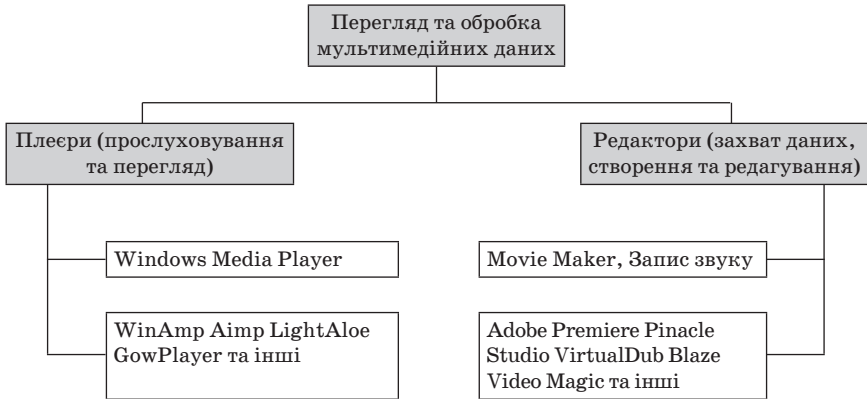 Перегляд та обробка
мультимедійних даних
Плеєри (прослуховування
та перегляд)
Редактори (захват даних,
створення та редагування)
Windows Media Player
Movie Maker, Запис звуку
WinAmp Aimp LightAloe
GowPlayer та інші
Adobe Premiere Pinacle
Studio VirtualDub Blaze
Video Magic та інші